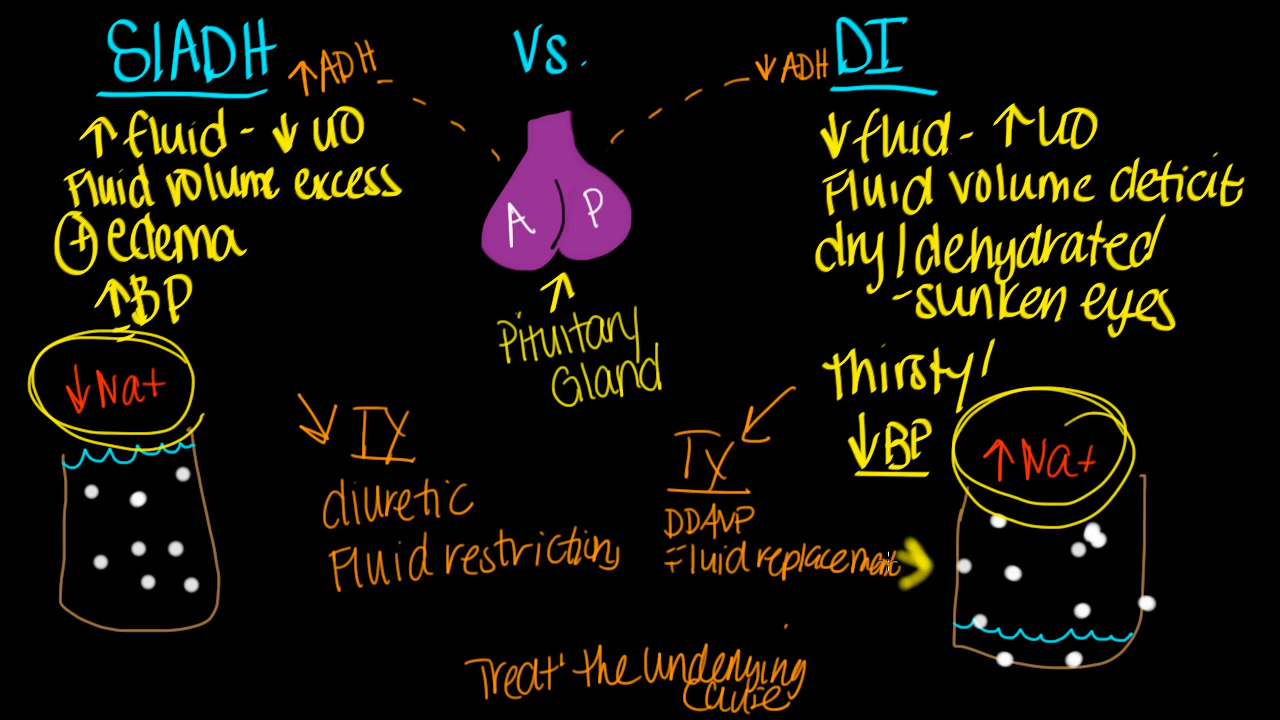 SIADH
↑ADH
Vs.
↓ADH
DI
↑fluid - ↓UO
Fluid volume excess
⊕edema
↑BP
↓Na+
A P
Pituitary
Gland
↓fluid - ↑UO
Fluid volume deficit
dry/dehydrated
-sunken eyes
thirsty!
↓BP
↑Na+
TX
diuretic
Fluid restriction
Tx
DDAVP
Fluid replacement
Treat the underlying
cause